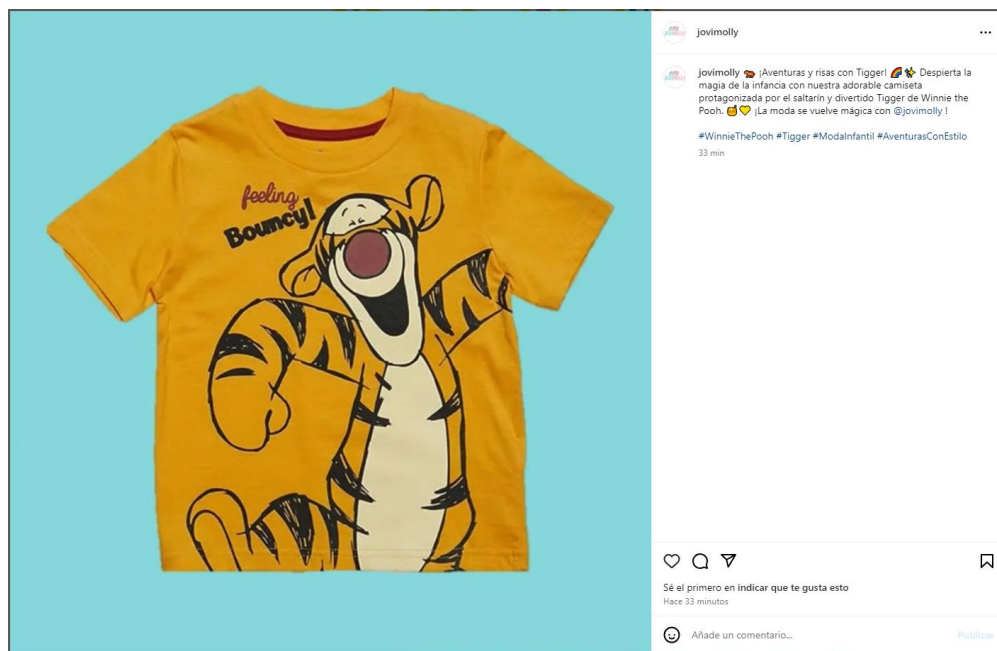 feeling
Bouncy!
jovimolly
jovimolly 🐅 ¡Aventuras y risas con Tigger! 🌈 Despierta la
magia de la infancia con nuestra adorable camiseta
protagonizada por el saltarín y divertido Tigger de Winnie the
Pooh. 🍯💛 ¡La moda se vuelve mágica con @jovimolly !
#WinnieThePooh #Tigger #ModaInfantil #AventurasConEstilo
33 min
Sé el primero en indicar que te gusta esto
Hace 33 minutos
Añade un comentario...
Publicar